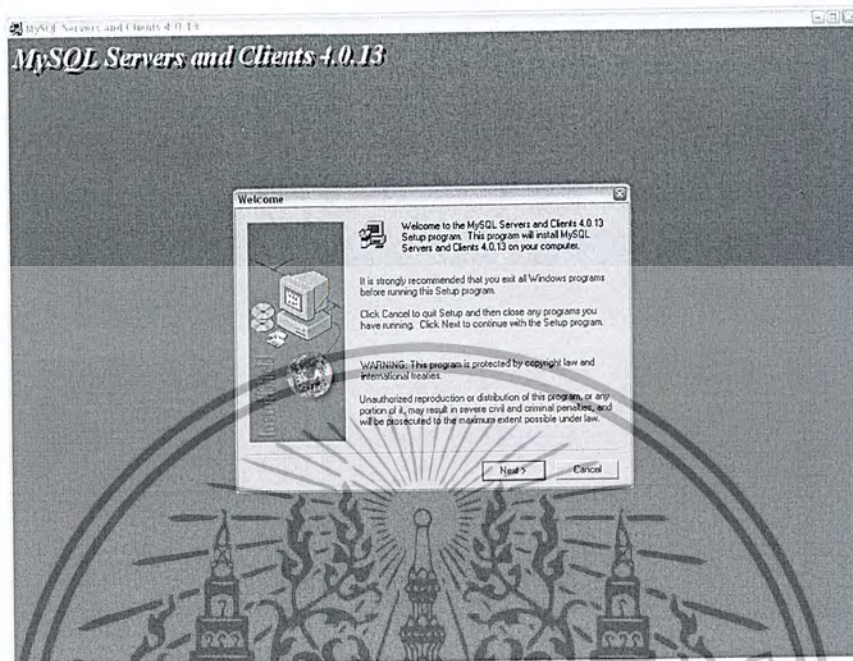 MySQL Servers and Clients 4.0.13
MySQL Servers and Clients 4.0.13
Welcome
Welcome to the MySQL Servers and Clients 4.0.13
Setup program. This program will install MySQL
Servers and Clients 4.0.13 on your computer.
It is strongly recommended that you exit all Windows programs
before running this Setup program.
Click Cancel to quit Setup and then close any programs you
have running. Click Next to continue with the Setup program.
WARNING: This program is protected by copyright law and
international treaties.
Unauthorized reproduction or distribution of this program, or any
portion of it, may result in severe civil and criminal penalties, and
will be prosecuted to the maximum extent possible under law.
Next >
Cancel